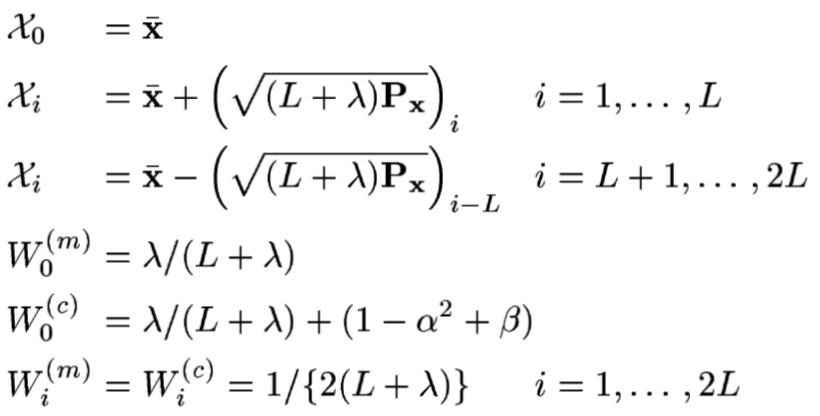 𝒳₀ = x̄
𝒳ᵢ = x̄ + (√((L + λ)Pₓ))ᵢ i = 1, … , L
𝒳ᵢ = x̄ − (√((L + λ)Pₓ))ᵢ₋L i = L + 1, … , 2L
W₀^(m) = λ/(L + λ)
W₀^(c) = λ/(L + λ) + (1 − α² + β)
Wᵢ^(m) = Wᵢ^(c) = 1/{2(L + λ)} i = 1, … , 2L